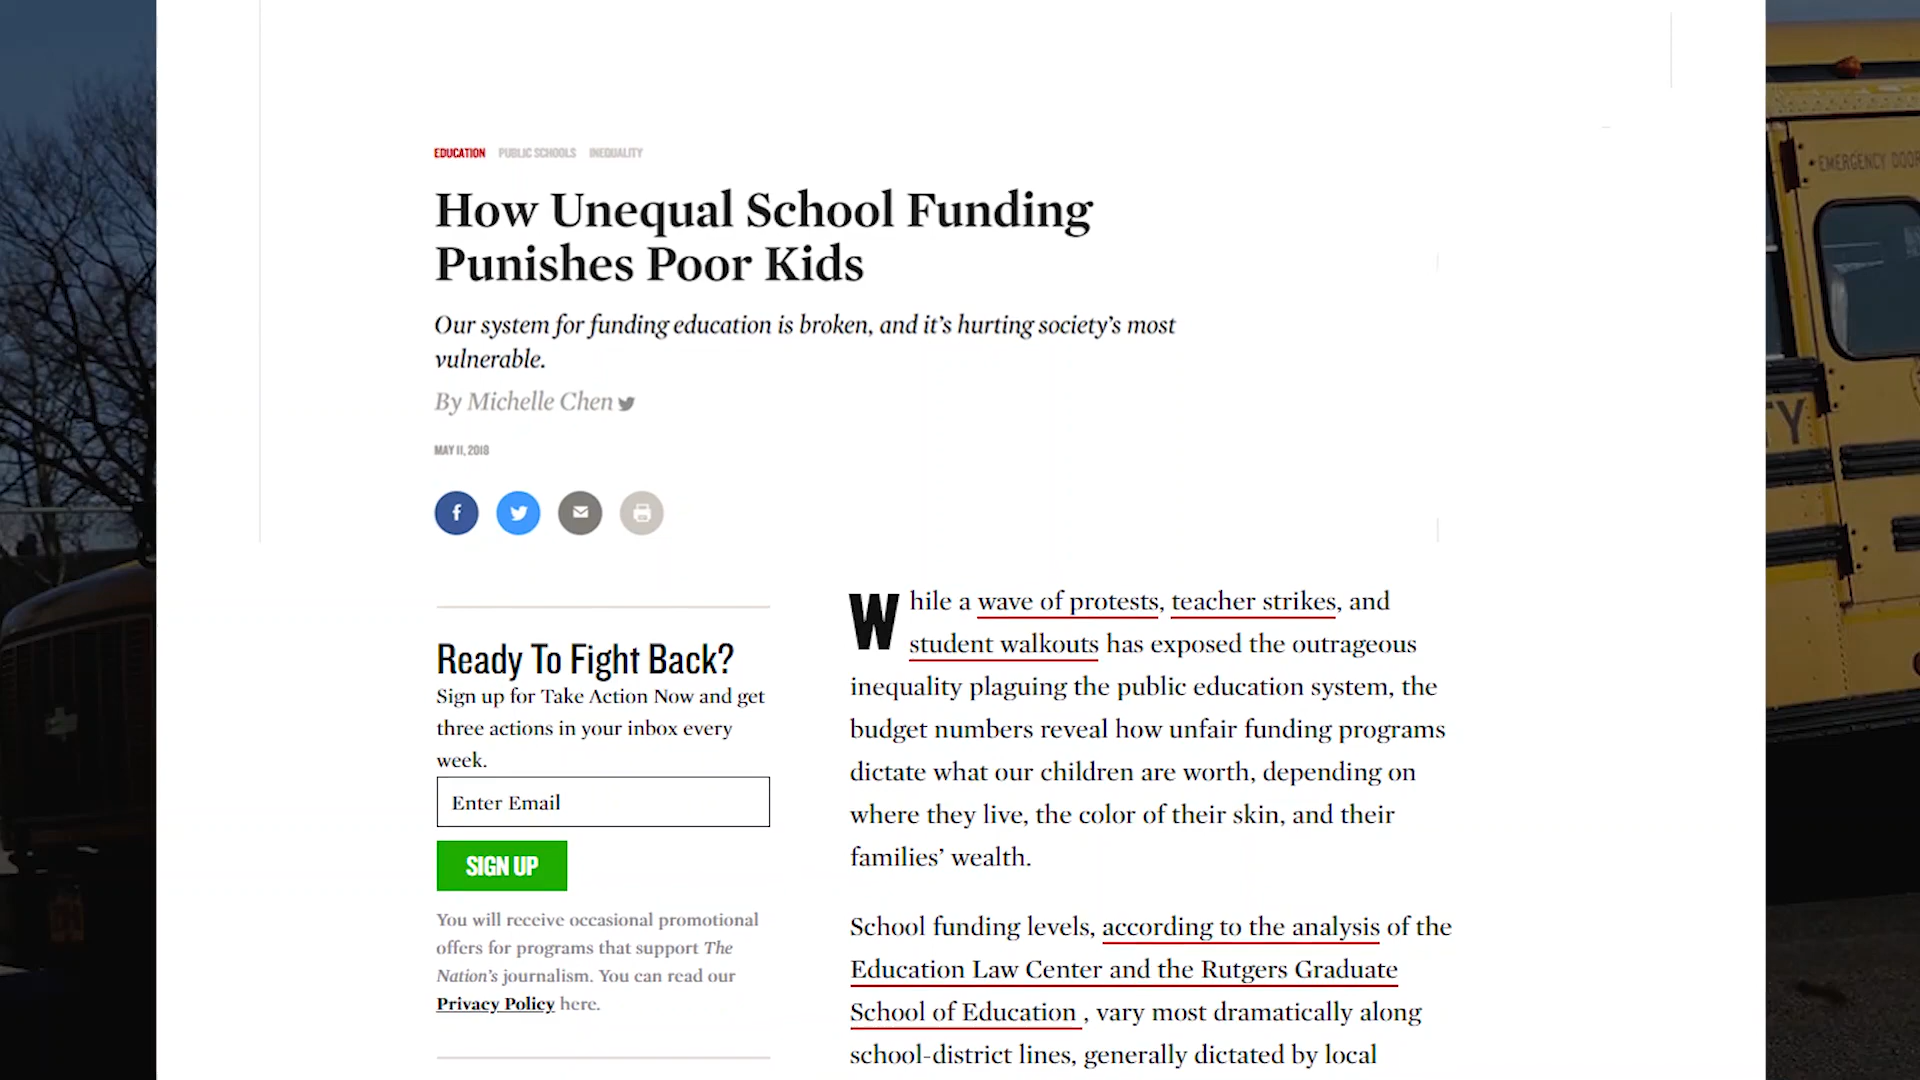 EDUCATION PUBLIC SCHOOLS INEQUALITY
How Unequal School Funding
Punishes Poor Kids
Our system for funding education is broken, and it's hurting society's most
vulnerable.
By Michelle Chen
MAY 11, 2018
Ready To Fight Back?
Sign up for Take Action Now and get
three actions in your inbox every
week.
Enter Email
SIGN UP
You will receive occasional promotional
offers for programs that support The
Nation's journalism. You can read our
Privacy Policy here.
While a wave of protests, teacher strikes, and
student walkouts has exposed the outrageous
inequality plaguing the public education system, the
budget numbers reveal how unfair funding programs
dictate what our children are worth, depending on
where they live, the color of their skin, and their
families' wealth.
School funding levels, according to the analysis of the
Education Law Center and the Rutgers Graduate
School of Education , vary most dramatically along
school-district lines, generally dictated by local
EMERGENCY DOOR
TY